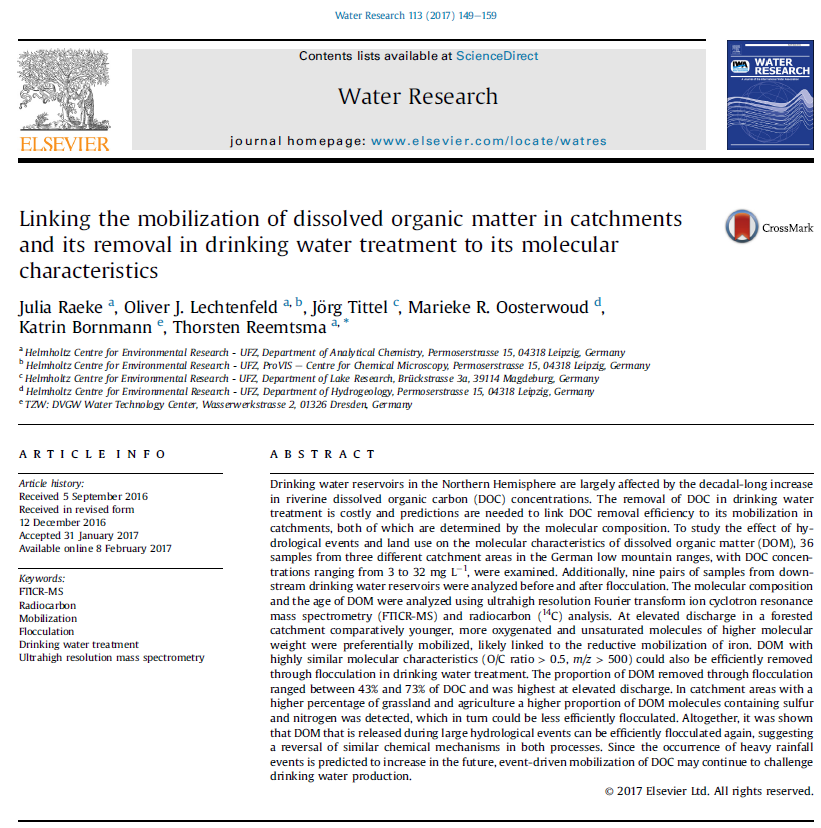 Water Research 113 (2017) 149–159
Contents lists available at ScienceDirect
Water Research
journal homepage: www.elsevier.com/locate/watres
ELSEVIER
IWA
WATER
RESEARCH
Linking the mobilization of dissolved organic matter in catchments
and its removal in drinking water treatment to its molecular
characteristics
CrossMark
Julia Raeke a, Oliver J. Lechtenfeld a, b, Jörg Tittel c, Marieke R. Oosterwoud d,
Katrin Bornmann e, Thorsten Reemtsma a, *
a Helmholtz Centre for Environmental Research - UFZ, Department of Analytical Chemistry, Permoserstrasse 15, 04318 Leipzig, Germany
b Helmholtz Centre for Environmental Research - UFZ, ProVIS – Centre for Chemical Microscopy, Permoserstrasse 15, 04318 Leipzig, Germany
c Helmholtz Centre for Environmental Research - UFZ, Department of Lake Research, Brückstrasse 3a, 39114 Magdeburg, Germany
d Helmholtz Centre for Environmental Research - UFZ, Department of Hydrogeology, Permoserstrasse 15, 04318 Leipzig, Germany
e TZW: DVGW Water Technology Center, Wasserwerkstrasse 2, 01326 Dresden, Germany
ARTICLE INFO
Article history:
Received 5 September 2016
Received in revised form
12 December 2016
Accepted 31 January 2017
Available online 8 February 2017
Keywords:
FTICR-MS
Radiocarbon
Mobilization
Flocculation
Drinking water treatment
Ultrahigh resolution mass spectrometry
ABSTRACT
Drinking water reservoirs in the Northern Hemisphere are largely affected by the decadal-long increase
in riverine dissolved organic carbon (DOC) concentrations. The removal of DOC in drinking water
treatment is costly and predictions are needed to link DOC removal efficiency to its mobilization in
catchments, both of which are determined by the molecular composition. To study the effect of hy-
drological events and land use on the molecular characteristics of dissolved organic matter (DOM), 36
samples from three different catchment areas in the German low mountain ranges, with DOC concen-
trations ranging from 3 to 32 mg L⁻¹, were examined. Additionally, nine pairs of samples from down-
stream drinking water reservoirs were analyzed before and after flocculation. The molecular composition
and the age of DOM were analyzed using ultrahigh resolution Fourier transform ion cyclotron resonance
mass spectrometry (FTICR-MS) and radiocarbon (¹⁴C) analysis. At elevated discharge in a forested
catchment comparatively younger, more oxygenated and unsaturated molecules of higher molecular
weight were preferentially mobilized, likely linked to the reductive mobilization of iron. DOM with
highly similar molecular characteristics (O/C ratio > 0.5, m/z > 500) could also be efficiently removed
through flocculation in drinking water treatment. The proportion of DOM removed through flocculation
ranged between 43% and 73% of DOC and was highest at elevated discharge. In catchment areas with a
higher percentage of grassland and agriculture a higher proportion of DOM molecules containing sulfur
and nitrogen was detected, which in turn could be less efficiently flocculated. Altogether, it was shown
that DOM that is released during large hydrological events can be efficiently flocculated again, suggesting
a reversal of similar chemical mechanisms in both processes. Since the occurrence of heavy rainfall
events is predicted to increase in the future, event-driven mobilization of DOC may continue to challenge
drinking water production.
© 2017 Elsevier Ltd. All rights reserved.